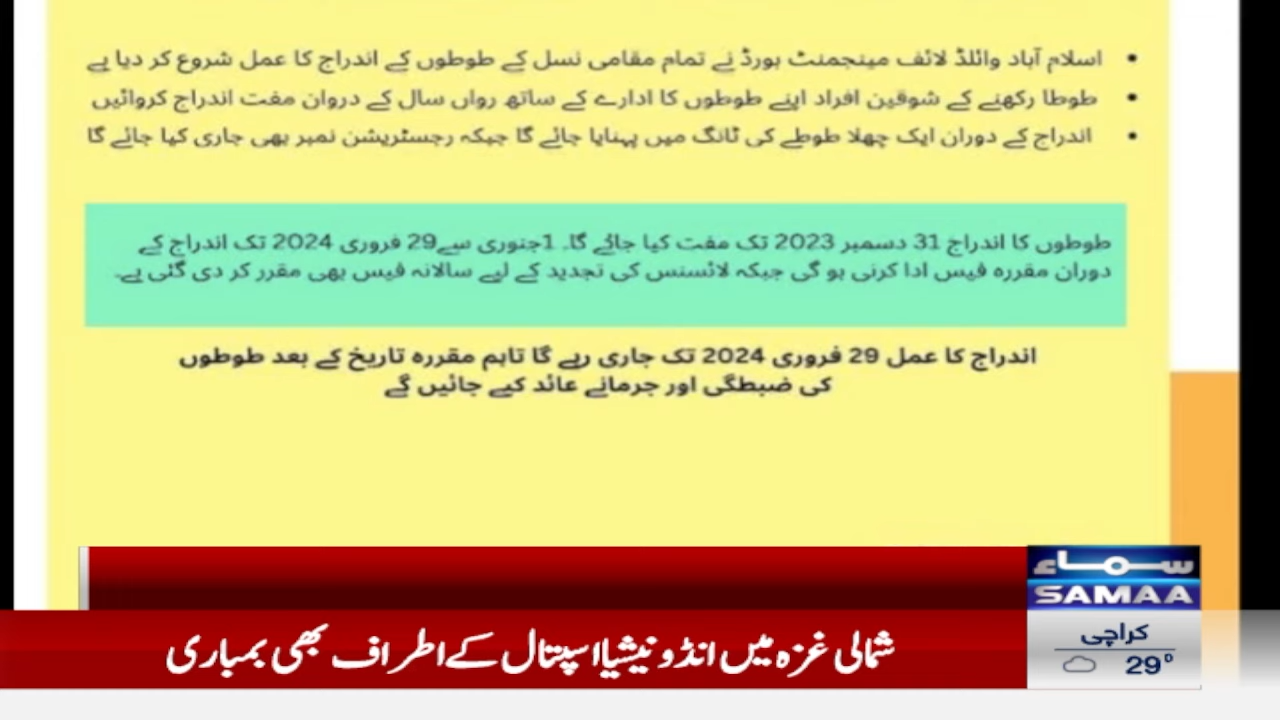 اسلام آباد وائلڈ لائف مینجمنٹ بورڈ نے تمام مقامی نسل کے طوطوں کے اندراج کا عمل شروع کر دیا ہے
طوطا رکھنے کے شوقین افراد اپنے طوطوں کا ادارے کے ساتھ رواں سال کے دروان مفت اندراج کروائیں
اندراج کے دوران ایک چھلا طوطے کی ٹانگ میں پہنایا جائے گا جبکہ رجسٹریشن نمبر بھی جاری کیا جائے گا
طوطوں کا اندراج 31 دسمبر 2023 تک مفت کیا جائے گا۔ 1جنوری سے29 فروری 2024 تک اندراج کے
دوران مقررہ فیس ادا کرنی ہو گی جبکہ لائسنس کی تجدید کے لیے سالانہ فیس بھی مقرر کر دی گئی ہے۔
اندراج کا عمل 29 فروری 2024 تک جاری رہے گا تاہم مقررہ تاریخ کے بعد طوطوں
کی ضبطگی اور جرمانے عائد کیے جائیں گے
سماء
SAMAA
کراچی
29°
شمالی غزہ میں انڈونیشیا اسپتال کے اطراف بھی بمباری